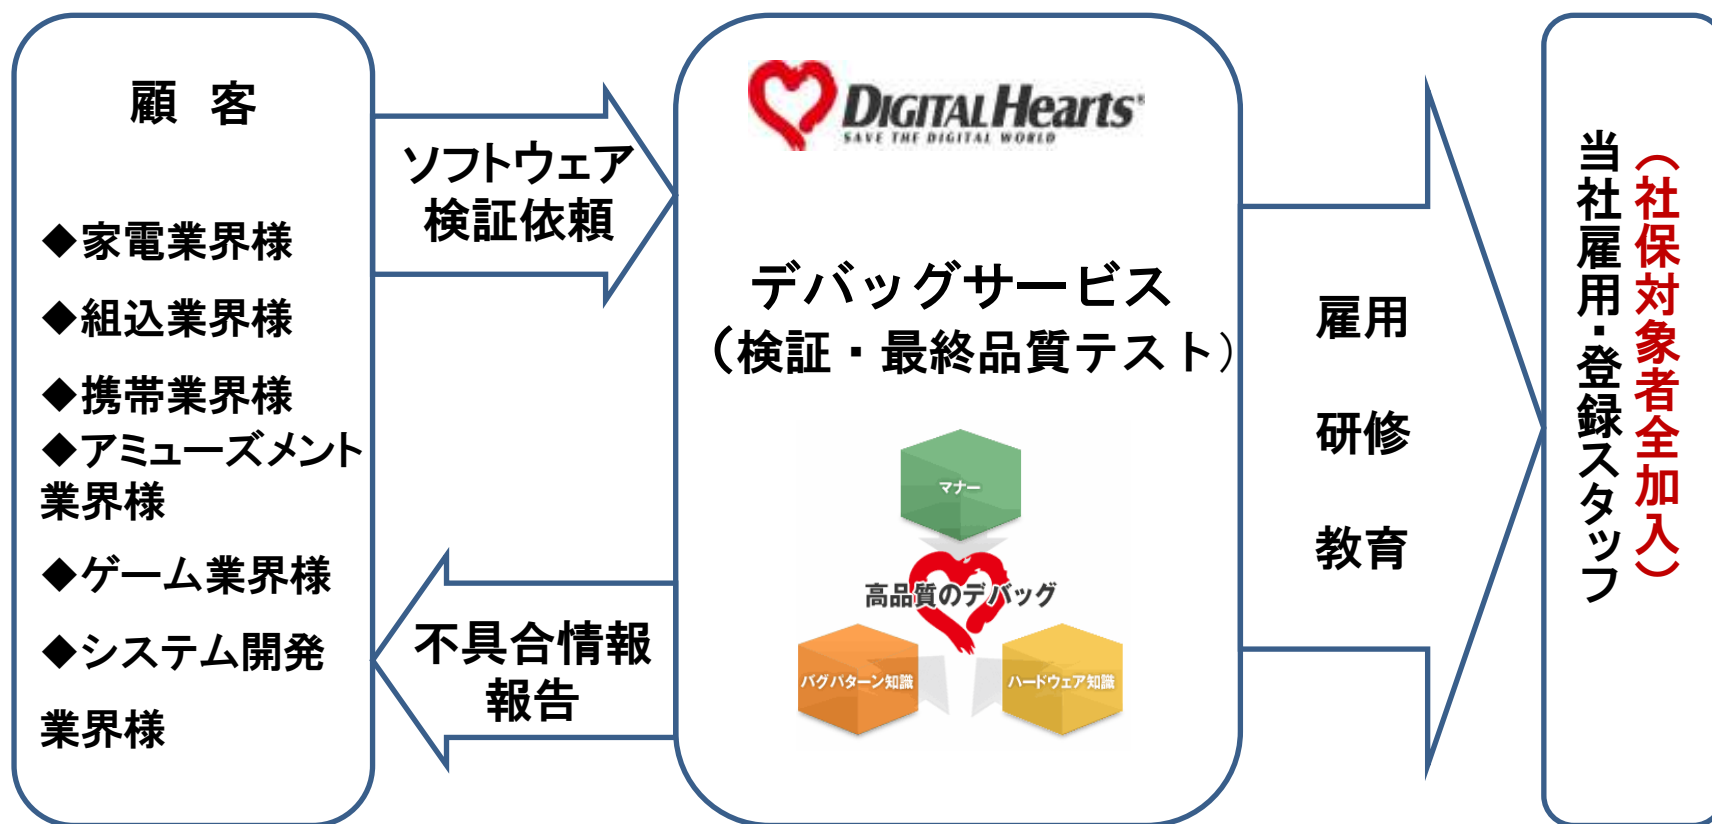 顧 客
◆家電業界様
◆組込業界様
◆携帯業界様
◆アミューズメント
業界様
◆ゲーム業界様
◆システム開発
業界様
ソフトウェア
検証依頼
不具合情報
報告
DIGITAL Hearts®
SAVE THE DIGITAL WORLD
デバッグサービス
（検証・最終品質テスト）
マナー
高品質のデバッグ
バグパターン知識
ハードウェア知識
雇用
研修
教育
（社保対象者全加入）
当社雇用・登録スタッフ